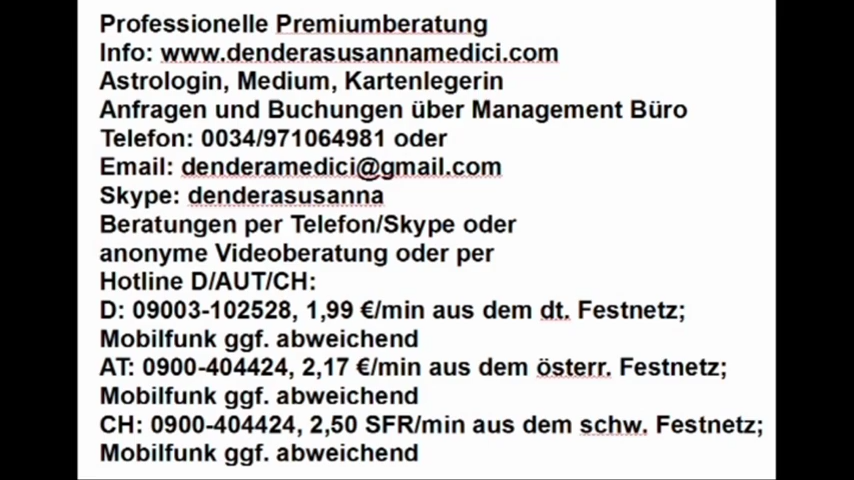 Professionelle Premiumberatung
Info: www.denderasusannamedici.com
Astrologin, Medium, Kartenlegerin
Anfragen und Buchungen über Management Büro
Telefon: 0034/971064981 oder
Email: denderamedici@gmail.com
Skype: denderasusanna
Beratungen per Telefon/Skype oder
anonyme Videoberatung oder per
Hotline D/AUT/CH:
D: 09003-102528, 1,99 €/min aus dem dt. Festnetz;
Mobilfunk ggf. abweichend
AT: 0900-404424, 2,17 €/min aus dem österr. Festnetz;
Mobilfunk ggf. abweichend
CH: 0900-404424, 2,50 SFR/min aus dem schw. Festnetz;
Mobilfunk ggf. abweichend